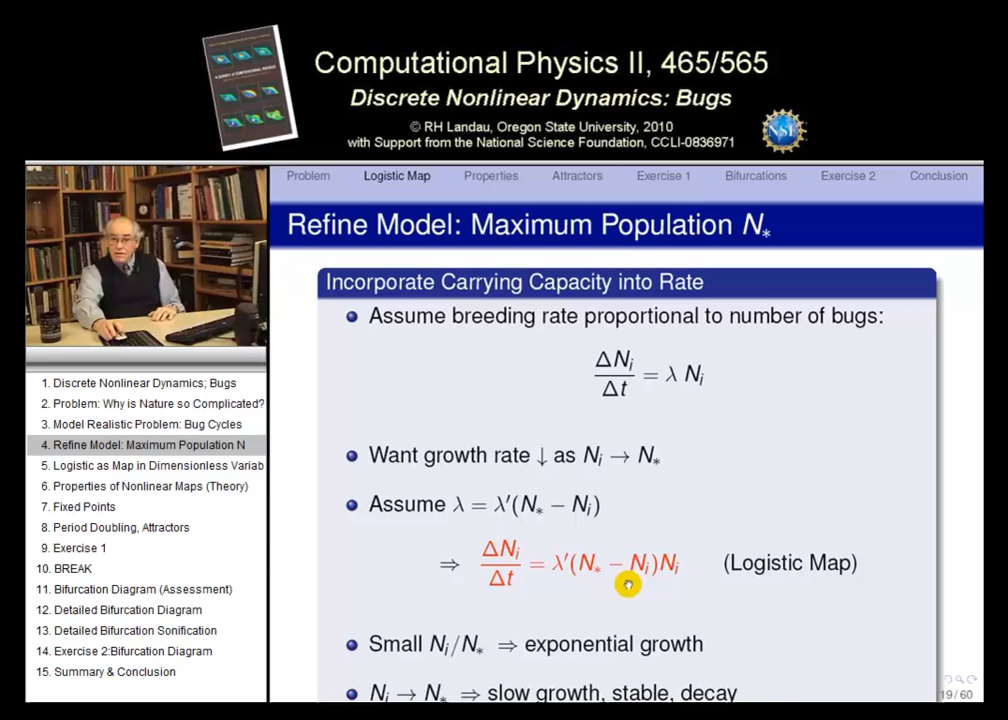 Computational Physics II, 465/565
Discrete Nonlinear Dynamics: Bugs
© RH Landau, Oregon State University, 2010
with Support from the National Science Foundation, CCLI-0836971
NSF
Problem Logistic Map Properties Attractors Exercise 1 Bifurcations Exercise 2 Conclusion
Refine Model: Maximum Population N*
Incorporate Carrying Capacity into Rate
Assume breeding rate proportional to number of bugs:
ΔNᵢ/Δt = λ Nᵢ
Want growth rate ↓ as Nᵢ → N*
Assume λ = λ′(N* − Nᵢ)
⇒ ΔNᵢ/Δt = λ′(N* − Nᵢ)Nᵢ (Logistic Map)
Small Nᵢ/N* ⇒ exponential growth
Nᵢ → N* ⇒ slow growth, stable, decay
19/60
1. Discrete Nonlinear Dynamics; Bugs
2. Problem: Why is Nature so Complicated?
3. Model Realistic Problem: Bug Cycles
4. Refine Model: Maximum Population N
5. Logistic as Map in Dimensionless Variab
6. Properties of Nonlinear Maps (Theory)
7. Fixed Points
8. Period Doubling, Attractors
9. Exercise 1
10. BREAK
11. Bifurcation Diagram (Assessment)
12. Detailed Bifurcation Diagram
13. Detailed Bifurcation Sonification
14. Exercise 2:Bifurcation Diagram
15. Summary & Conclusion